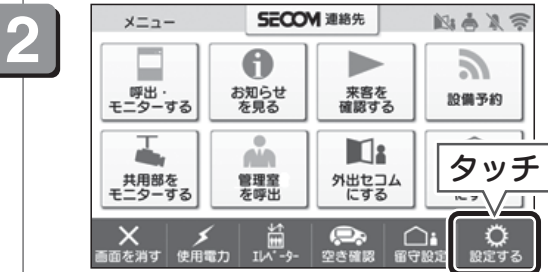 2
メニュー
SECOM 連絡先
呼出・
モニターする
お知らせ
を見る
来客を
確認する
設備予約
共用部を
モニターする
管理室
を呼出
外出セコム
にする
タッチ
にする
画面を消す
使用電力
エレベーター
空き確認
留守設定
設定する